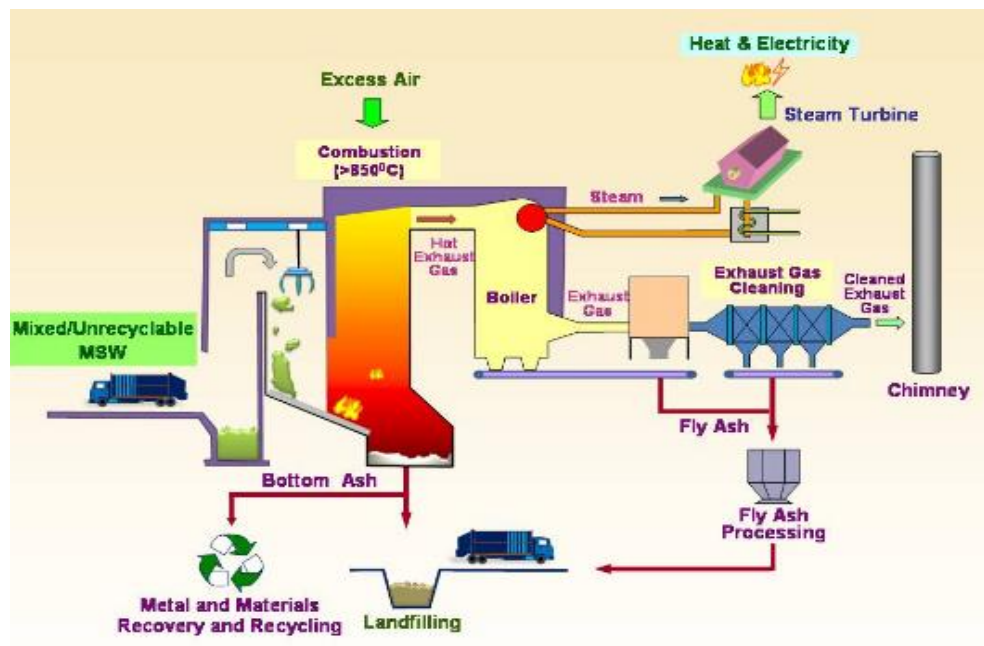 Heat & Electricity
Excess Air
Steam Turbine
Combustion
(>850⁰C)
Steam
Hot
Exhaust
Gas
Boiler
Exhaust
Gas
Exhaust Gas
Cleaning
Cleaned
Exhaust
Gas
Mixed/Unrecyclable
MSW
Chimney
Fly Ash
Bottom Ash
Fly Ash
Processing
Metal and Materials
Recovery and Recycling
Landfilling